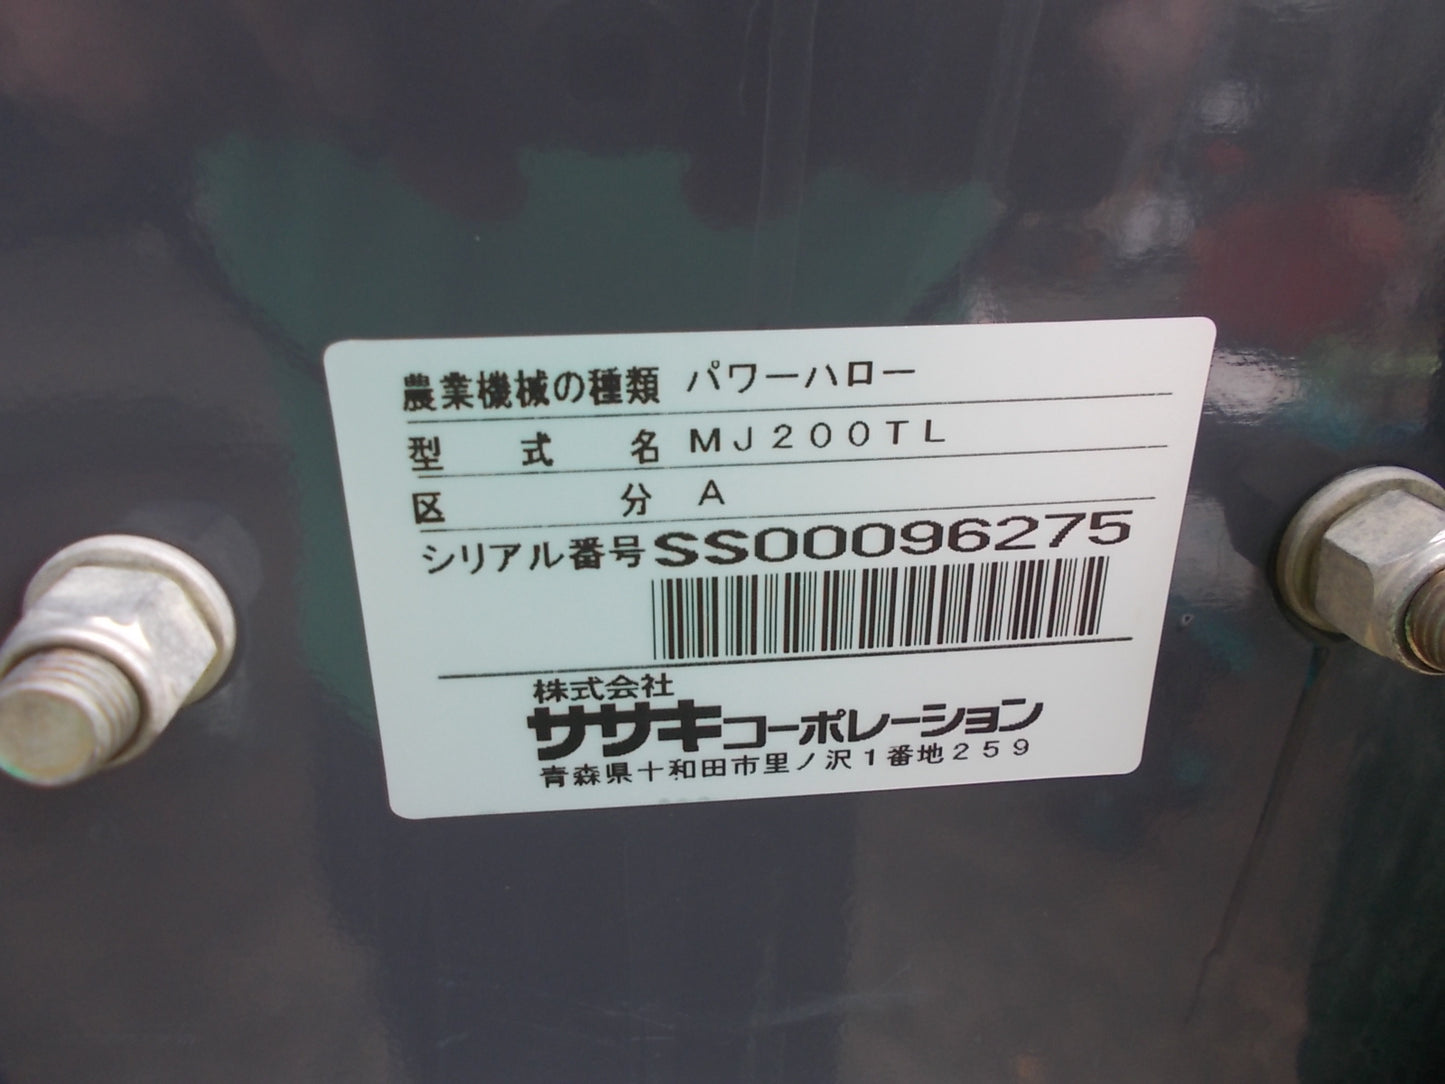 農業機械の種類 パワーハロー
型式名 ＭＪ２００ＴＬ
区分 Ａ
シリアル番号 SS00096275
株式会社
ササキコーポレーション
青森県十和田市里ノ沢１番地２５９